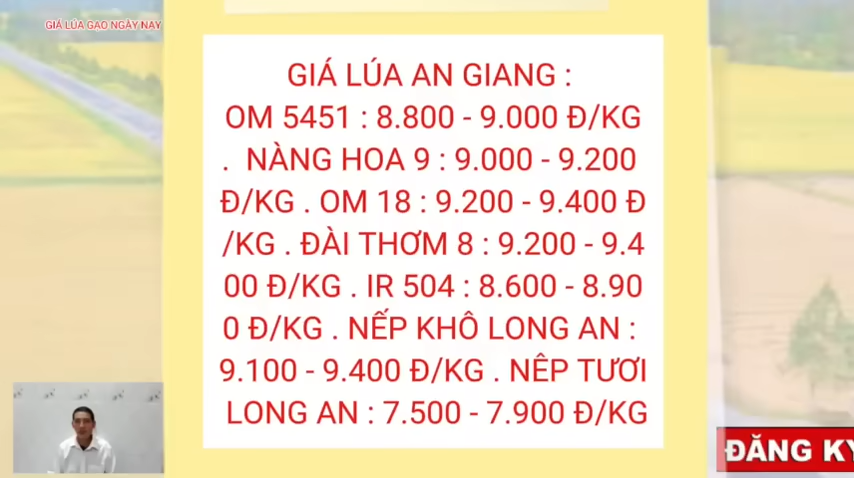 GIÁ LÚA GẠO NGÀY NAY
GIÁ LÚA AN GIANG :
OM 5451 : 8.800 - 9.000 Đ/KG
. NÀNG HOA 9 : 9.000 - 9.200
Đ/KG . OM 18 : 9.200 - 9.400 Đ
/KG . ĐÀI THƠM 8 : 9.200 - 9.4
00 Đ/KG . IR 504 : 8.600 - 8.90
0 Đ/KG . NẾP KHÔ LONG AN :
9.100 - 9.400 Đ/KG . NÊP TƯƠI
LONG AN : 7.500 - 7.900 Đ/KG
ĐĂNG KÝ